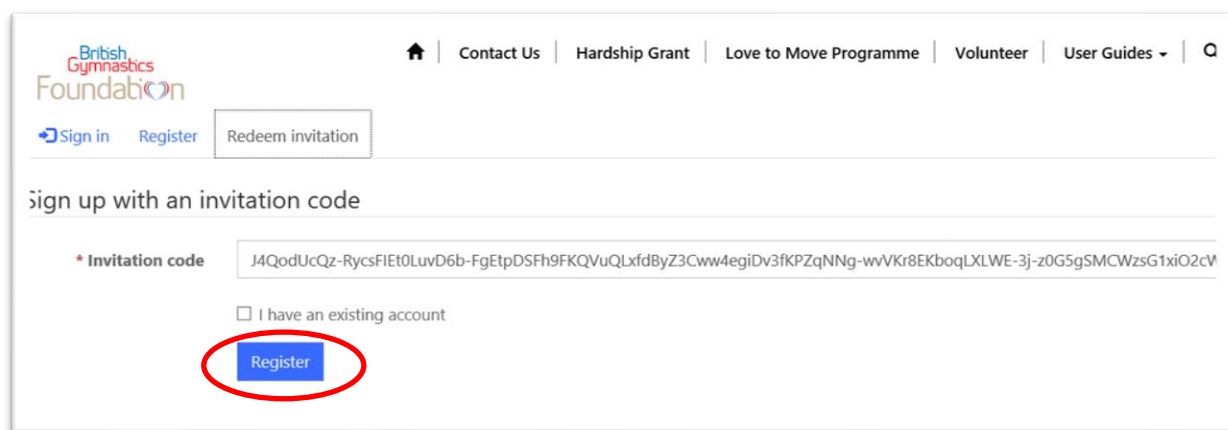 British
Gymnastics
Foundation
Contact Us
Hardship Grant
Love to Move Programme
Volunteer
User Guides
Sign in
Register
Redeem invitation
Sign up with an invitation code
* Invitation code
J4QodUcQz-RycsFIEt0LuvD6b-FgEtpDSFh9FKQVuQLxfdByZ3Cww4egiDv3fKPZqNNg-wvVKr8EKboqLXLWE-3j-z0G5gSMCWzsG1xiO2cW
I have an existing account
Register